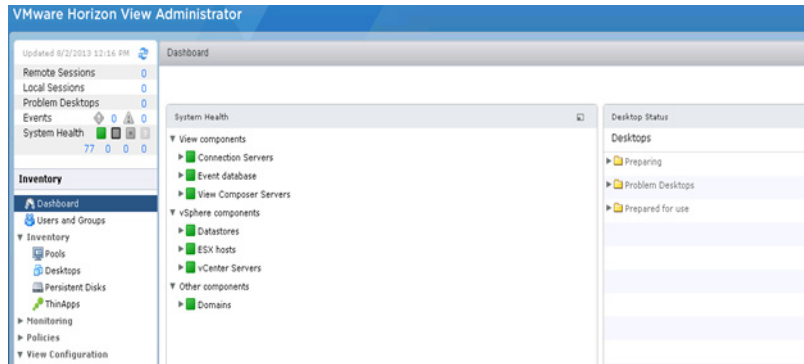 VMware Horizon View Administrator
Updated 8/2/2013 12:16 PM
Remote Sessions 0
Local Sessions 0
Problem Desktops 0
Events 0 0
System Health
77 0 0 0
Inventory
Dashboard
Users and Groups
Inventory
Pools
Desktops
Persistent Disks
ThinApps
Monitoring
Policies
View Configuration
Dashboard
System Health
View components
Connection Servers
Event database
View Composer Servers
vSphere components
Datastores
ESX hosts
vCenter Servers
Other components
Domains
Desktop Status
Desktops
Preparing
Problem Desktops
Prepared for use